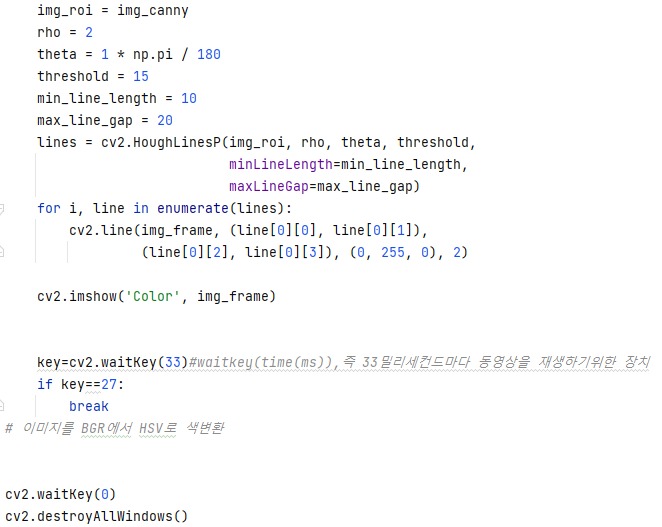 img_roi = img_canny
rho = 2
theta = 1 * np.pi / 180
threshold = 15
min_line_length = 10
max_line_gap = 20
lines = cv2.HoughLinesP(img_roi, rho, theta, threshold,
minLineLength=min_line_length,
maxLineGap=max_line_gap)
for i, line in enumerate(lines):
cv2.line(img_frame, (line[0][0], line[0][1]),
(line[0][2], line[0][3]), (0, 255, 0), 2)
cv2.imshow('Color', img_frame)
key=cv2.waitKey(33)#waitkey(time(ms)),즉 33밀리세컨드마다 동영상을 재생하기위한 장치
if key==27:
break
# 이미지를 BGR에서 HSV로 색변환
cv2.waitKey(0)
cv2.destroyAllWindows()